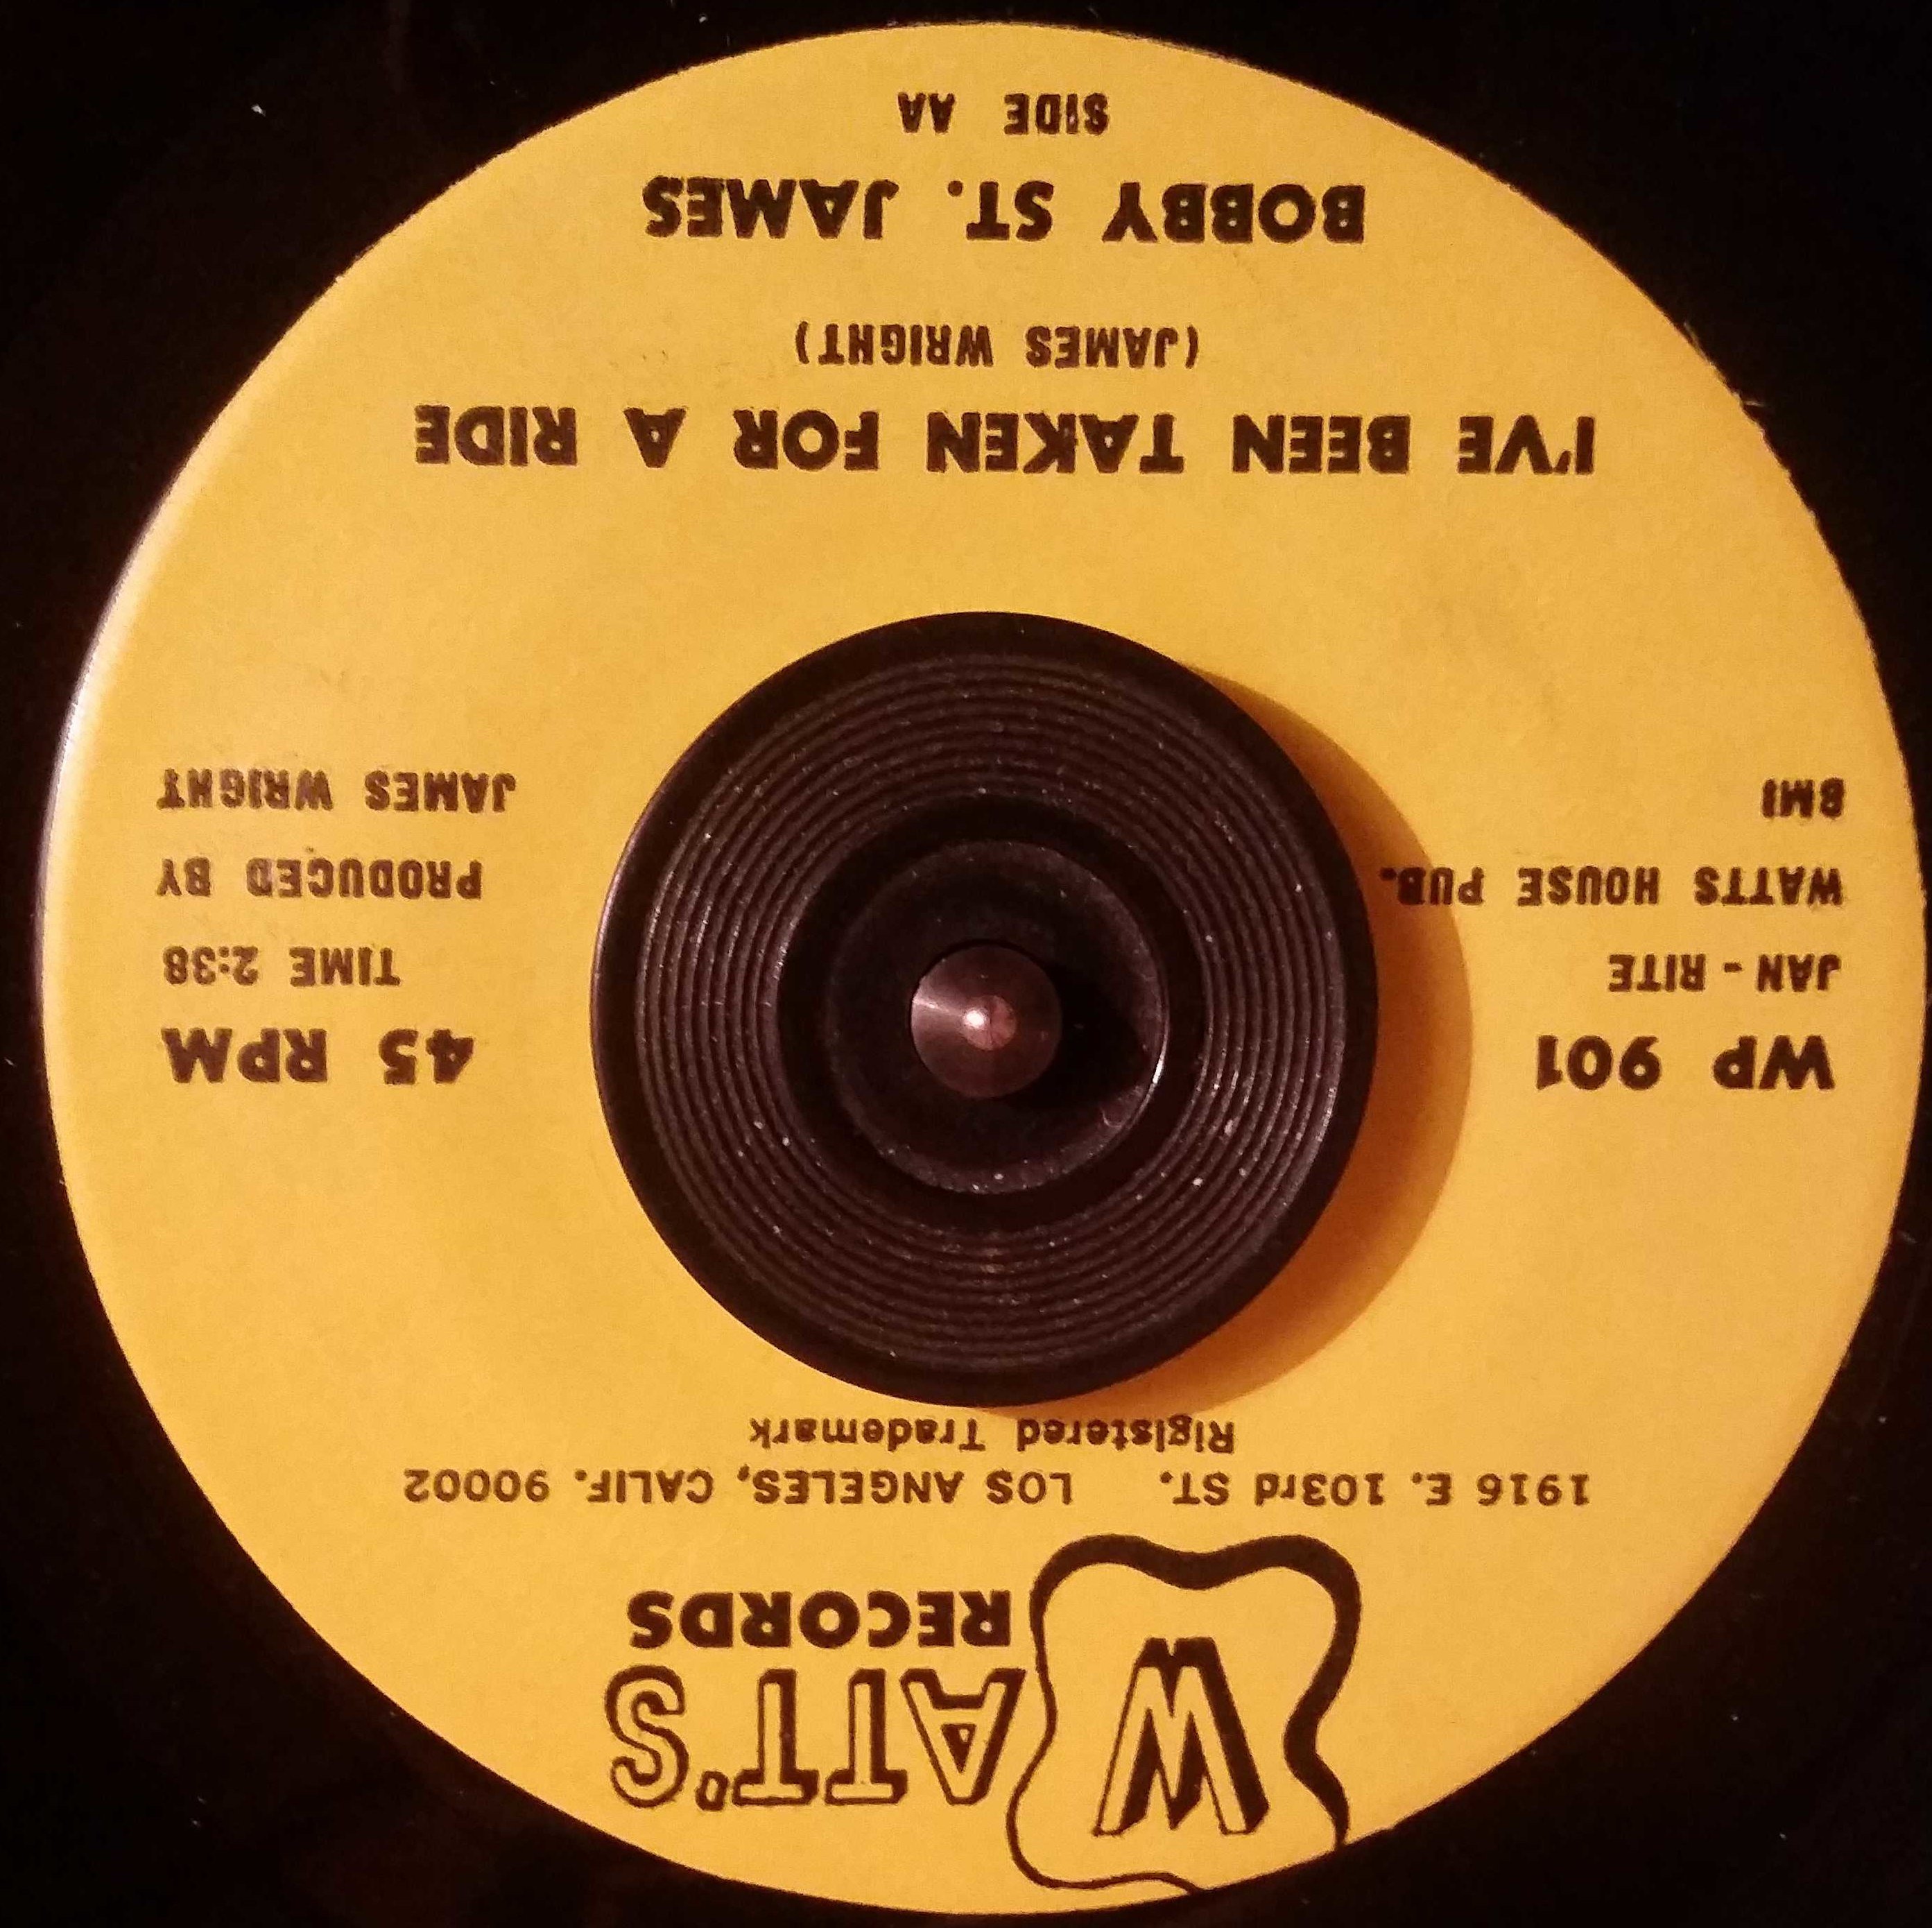 WATT'S
RECORDS
1916 E. 103rd ST. LOS ANGELES, CALIF. 90002
Rigistered Trademark
WP 901
JAN - RITE
WATTS HOUSE PUB.
BMI
45 RPM
TIME 2:38
PRODUCED BY
JAMES WRIGHT
I'VE BEEN TAKEN FOR A RIDE
(JAMES WRIGHT)
BOBBY ST. JAMES
SIDE AA